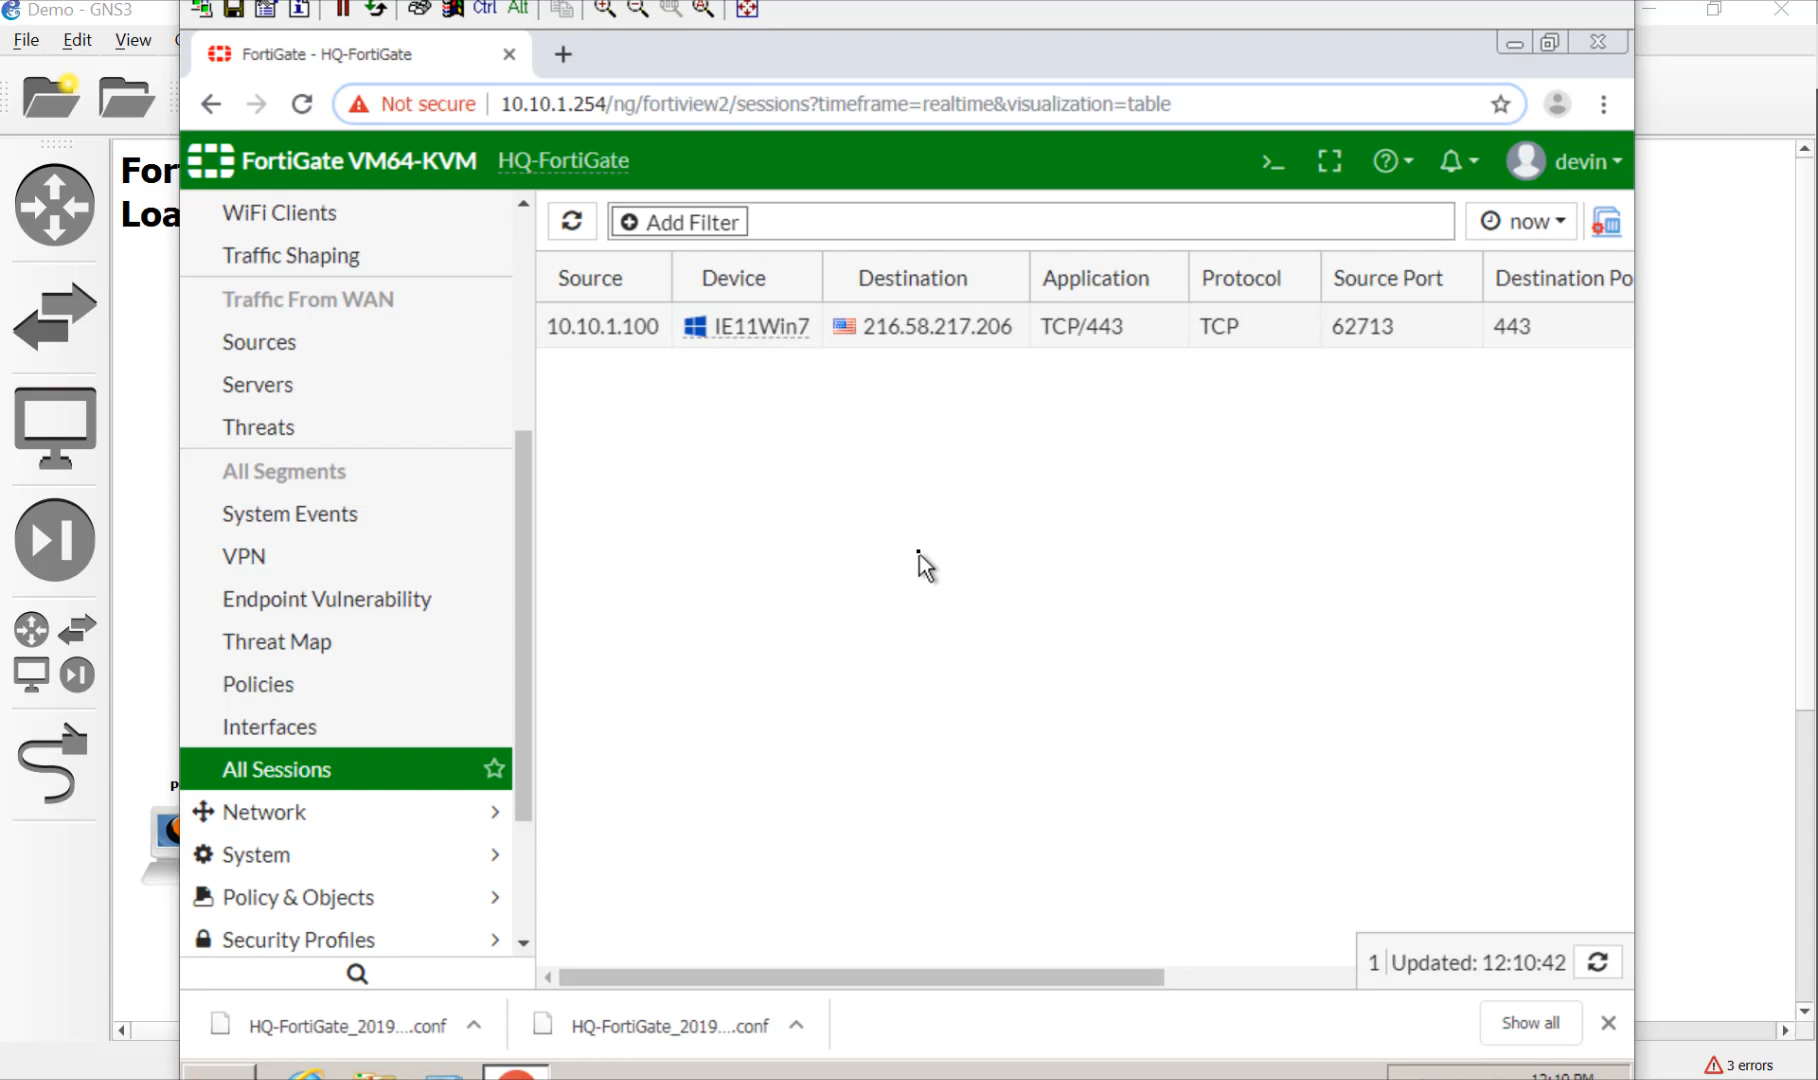 Demo - GNS3
Ctrl Alt
File Edit View
FortiGate - HQ-FortiGate
Not secure 10.10.1.254/ng/fortiview2/sessions?timeframe=realtime&visualization=table
For
Loa
FortiGate VM64-KVM HQ-FortiGate
devin
WiFi Clients
Traffic Shaping
Traffic From WAN
Sources
Servers
Threats
All Segments
System Events
VPN
Endpoint Vulnerability
Threat Map
Policies
Interfaces
All Sessions
Network
System
Policy & Objects
Security Profiles
Add Filter
now
Source Device Destination Application Protocol Source Port Destination Po
10.10.1.100 IE11Win7 216.58.217.206 TCP/443 TCP 62713 443
1 Updated: 12:10:42
HQ-FortiGate_2019....conf
HQ-FortiGate_2019....conf
Show all
3 errors